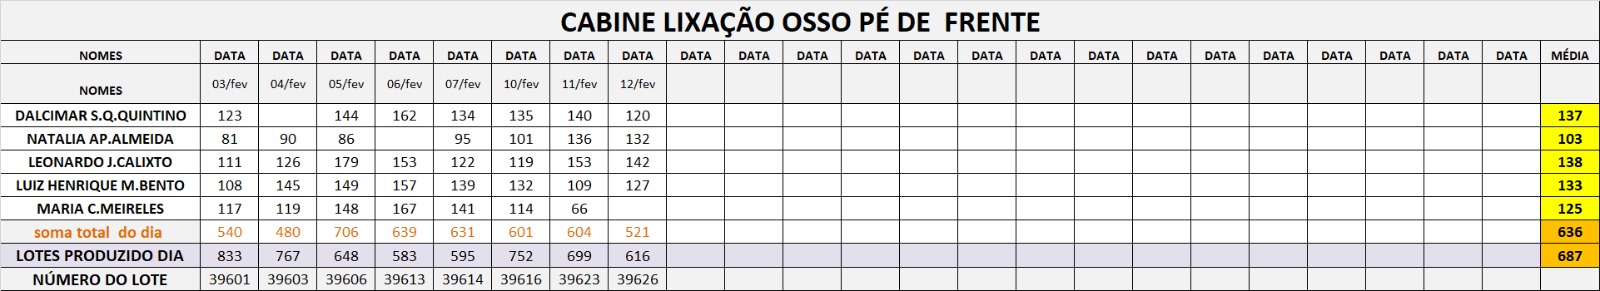 CABINE LIXAÇÃO OSSO PÉ DE FRENTE
NOMES DATA DATA DATA DATA DATA DATA DATA DATA DATA DATA DATA DATA DATA DATA DATA DATA DATA DATA DATA DATA DATA DATA DATA MÉDIA
NOMES 03/fev 04/fev 05/fev 06/fev 07/fev 10/fev 11/fev 12/fev
DALCIMAR S.Q.QUINTINO 123 144 162 134 135 140 120 137
NATALIA AP.ALMEIDA 81 90 86 95 101 136 132 103
LEONARDO J.CALIXTO 111 126 179 153 122 119 153 142 138
LUIZ HENRIQUE M.BENTO 108 145 149 157 139 132 109 127 133
MARIA C.MEIRELES 117 119 148 167 141 114 66 125
soma total do dia 540 480 706 639 631 601 604 521 636
LOTES PRODUZIDO DIA 833 767 648 583 595 752 699 616 687
NÚMERO DO LOTE 39601 39603 39606 39613 39614 39616 39623 39626